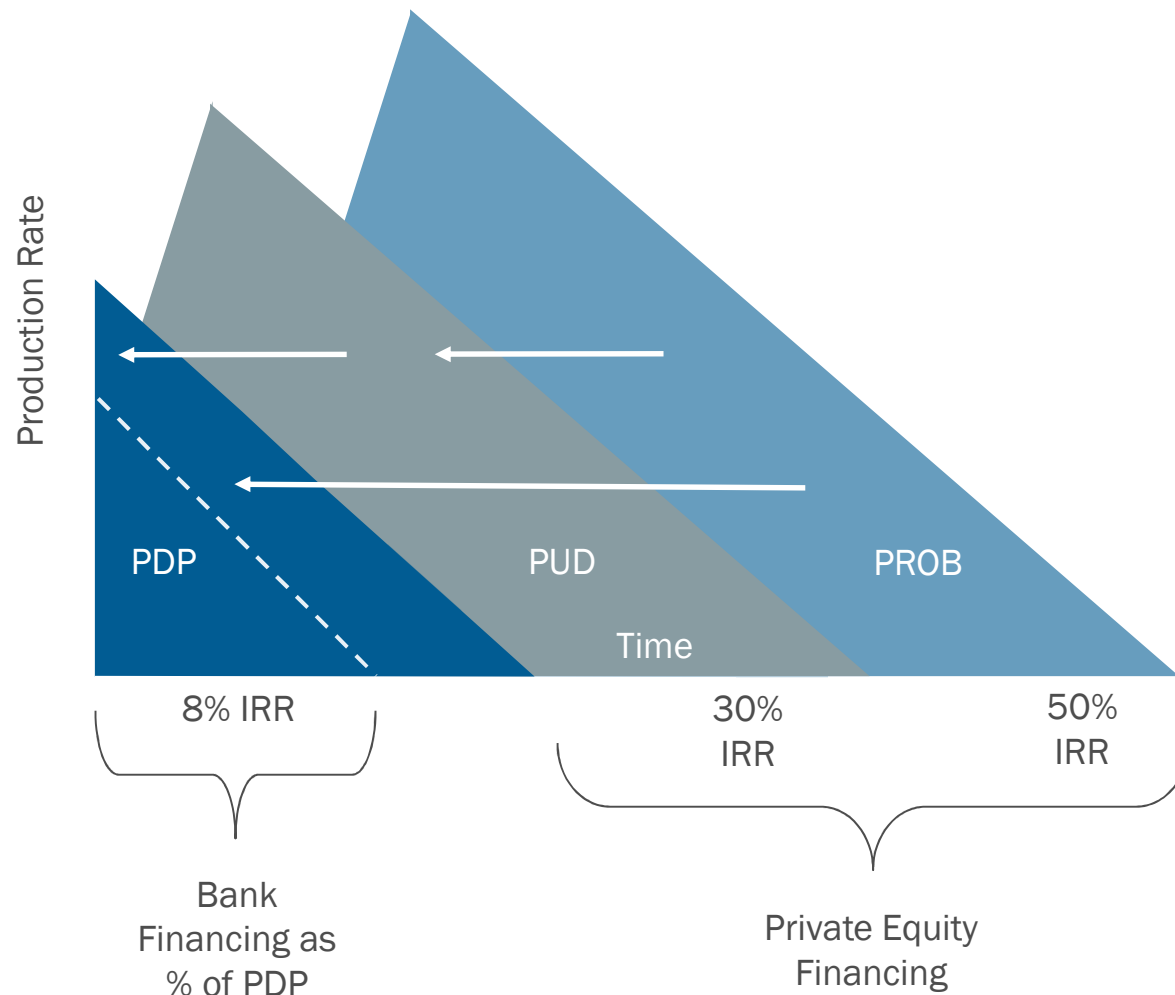 Production Rate
PDP
PUD
PROB
Time
8% IRR
30%
IRR
50%
IRR
Bank
Financing as
% of PDP
Private Equity
Financing